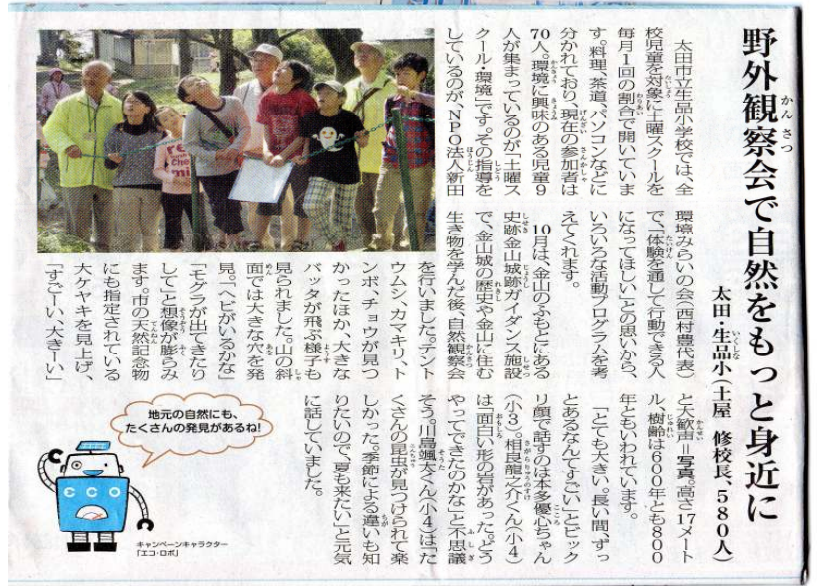 野外観察会で自然をもっと身近に
太田・生品小(土屋　修校長、580人)
太田市立生品小学校では、全
校児童を対象に土曜スクールを
毎月1回の割合で開いていま
す。料理、茶道、パソコンなどに
分かれており、現在の参加者は
70人。環境に興味のある児童9
人が集まっているのが「土曜ス
クール・環境」です。その指導を
しているのが、NPO法人新田
環境みらいの会(西村豊代表)
で、「体験を通して行動できる人
になってほしい」との思いから、
いろいろな活動プログラムを考
えてくれます。
10月は、金山のふもとにある
史跡金山城跡ガイダンス施設
で、金山城の歴史や金山に住む
生き物を学んだ後、自然観察会
を行いました。テント
ウムシ、カマキリ、ト
ンボ、チョウが見つ
かったほか、大きな
バッタが飛ぶ様子も
見られました。山の斜
面では大きな穴を発
見。「ヘビがいるかな」
「モグラが出てきたり
して」と想像が膨らみ
ます。市の天然記念物
にも指定されている
大ケヤキを見上げ、
「すごーい、大きーい」
と大歓声=写真。高さ17メート
ル、樹齢は600年とも800
年ともいわれています。
「とても大きい。長い間、ずっ
とあるなんてすごい」とビック
リ顔で話すのは本多優心ちゃん
(小3)。相良龍之介くん(小4)
は「面白い形の岩があった。どう
やってできたのかな」と不思議
そう。川島颯太くん(小4)は「た
くさんの昆虫が見つけられて楽
しかった。季節による違いも知
りたいので、夏も来たい」と元気
に話していました。
地元の自然にも、
たくさんの発見があるね!
eco
キャンペーンキャラクター
「エコ・ロボ」